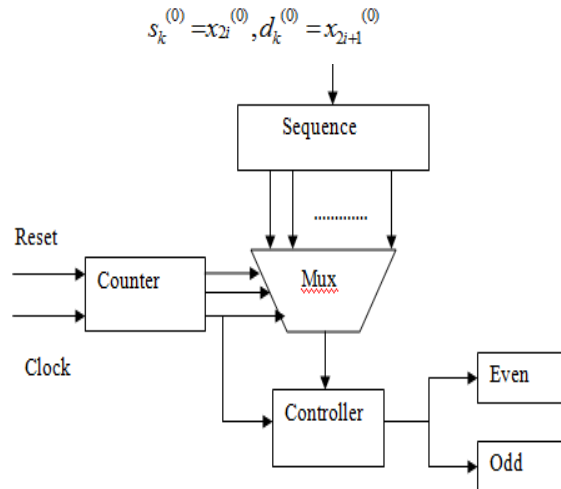 s_k^(0) = x_2i^(0), d_k^(0) = x_2i+1^(0)
Sequence
.............
Reset
Counter
Mux
Clock
Controller
Even
Odd